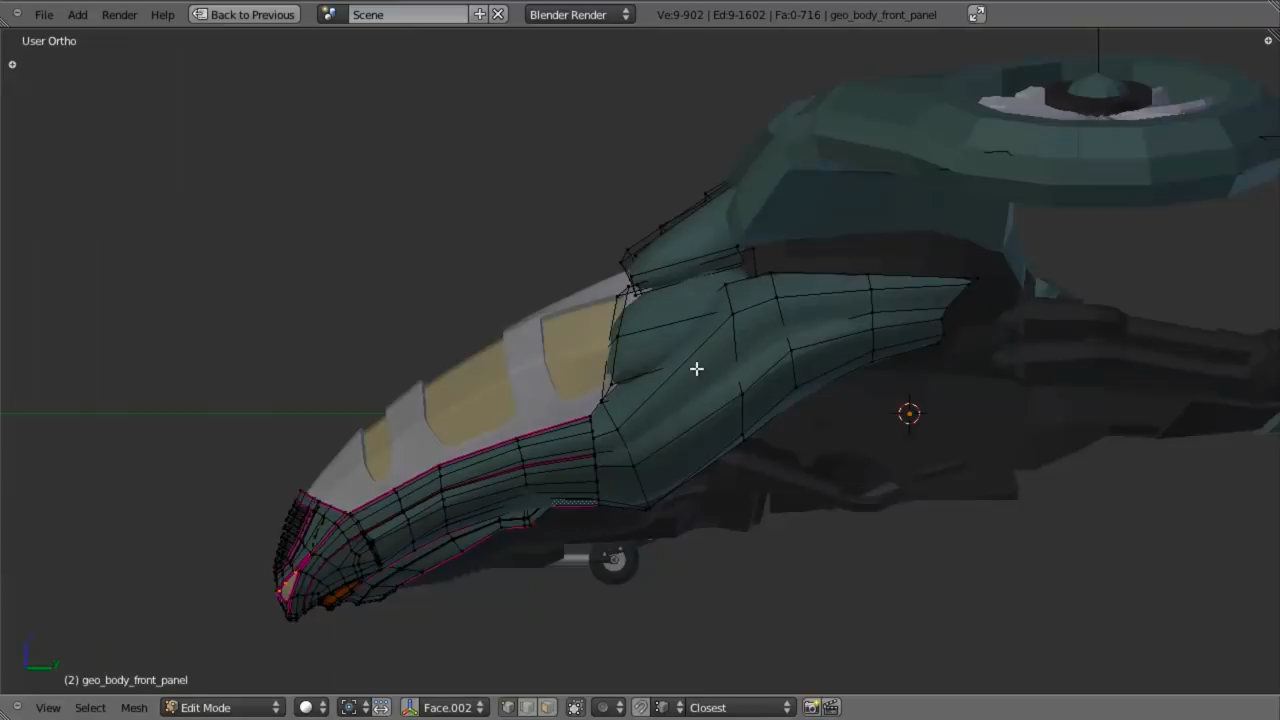 File Add Render Help Back to Previous Scene Blender Render Ve:9-902 | Ed:9-1602 | Fa:0-716 | geo_body_front_panel
User Ortho
(2) geo_body_front_panel
View Select Mesh Edit Mode Face.002 Closest